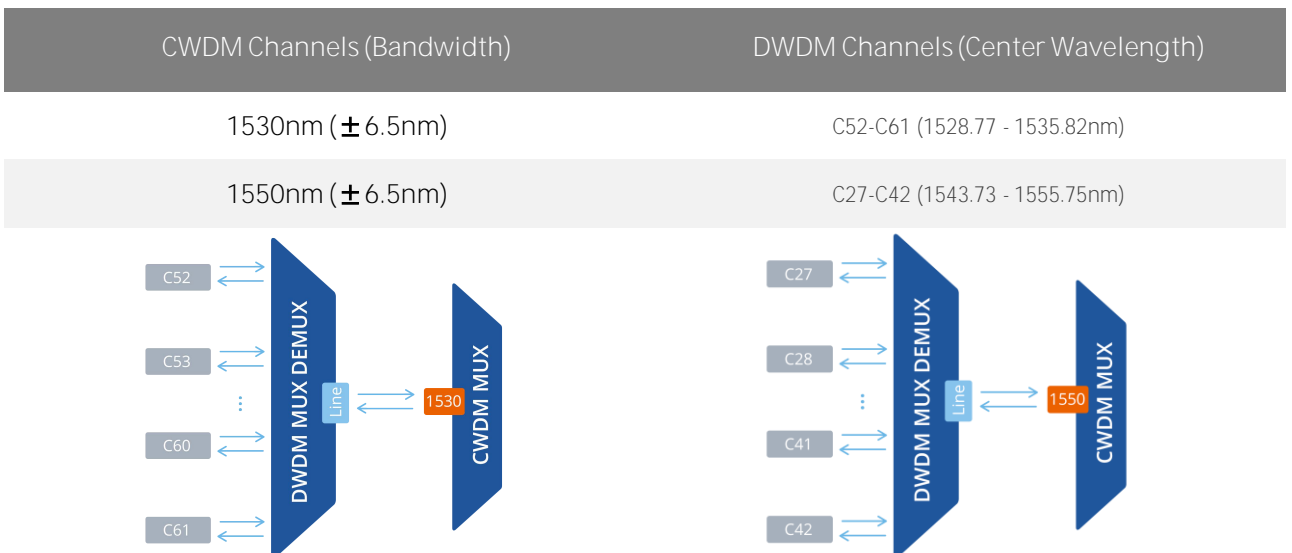 CWDM Channels (Bandwidth) DWDM Channels (Center Wavelength)
1530nm (±6.5nm) C52-C61 (1528.77 - 1535.82nm)
1550nm (±6.5nm) C27-C42 (1543.73 - 1555.75nm)
C52
C53
⋮
C60
C61
DWDM MUX DEMUX
Line
1530
CWDM MUX
C27
C28
⋮
C41
C42
DWDM MUX DEMUX
Line
1550
CWDM MUX